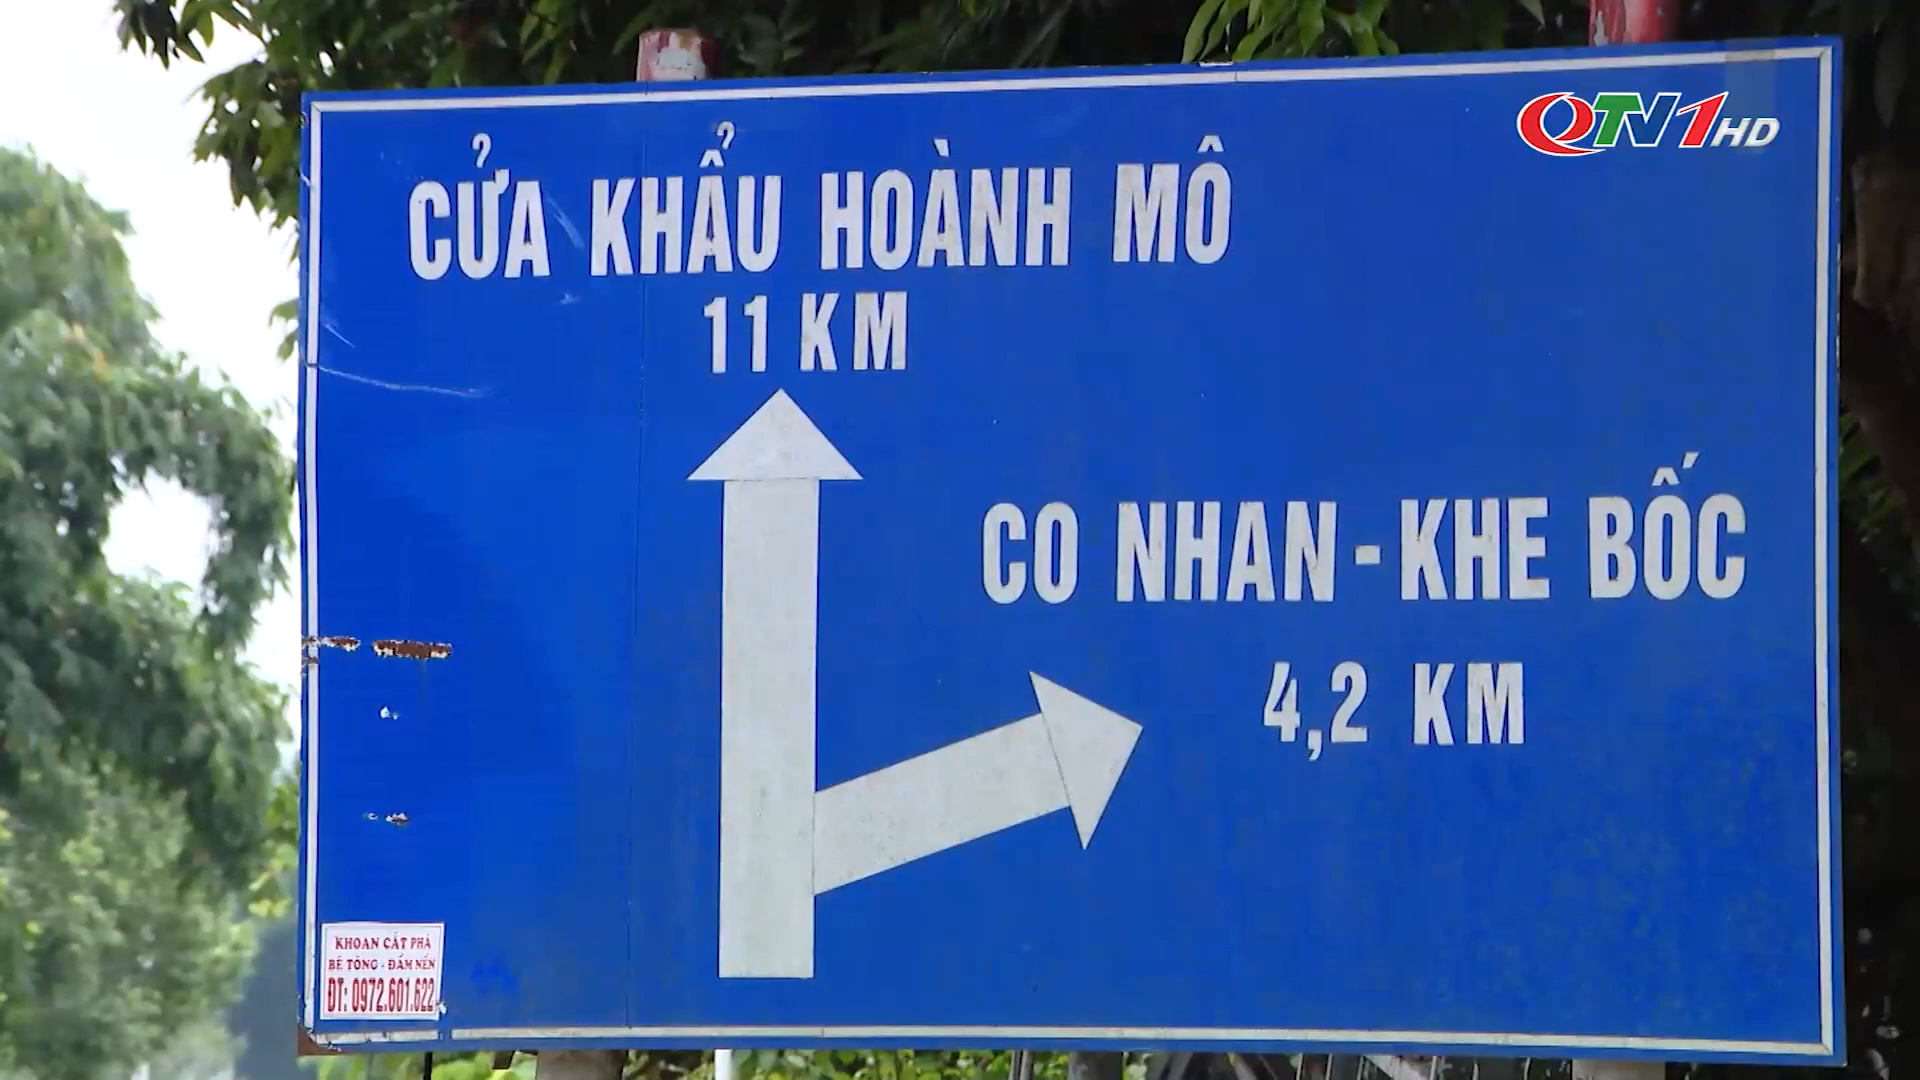 QTV1HD
CỬA KHẨU HOÀNH MÔ
11 KM
CO NHAN - KHE BỐC
4,2 KM
KHOAN CẮT PHÁ
BÊ TÔNG - ĐẦM NỀN
ĐT: 0972.601.622